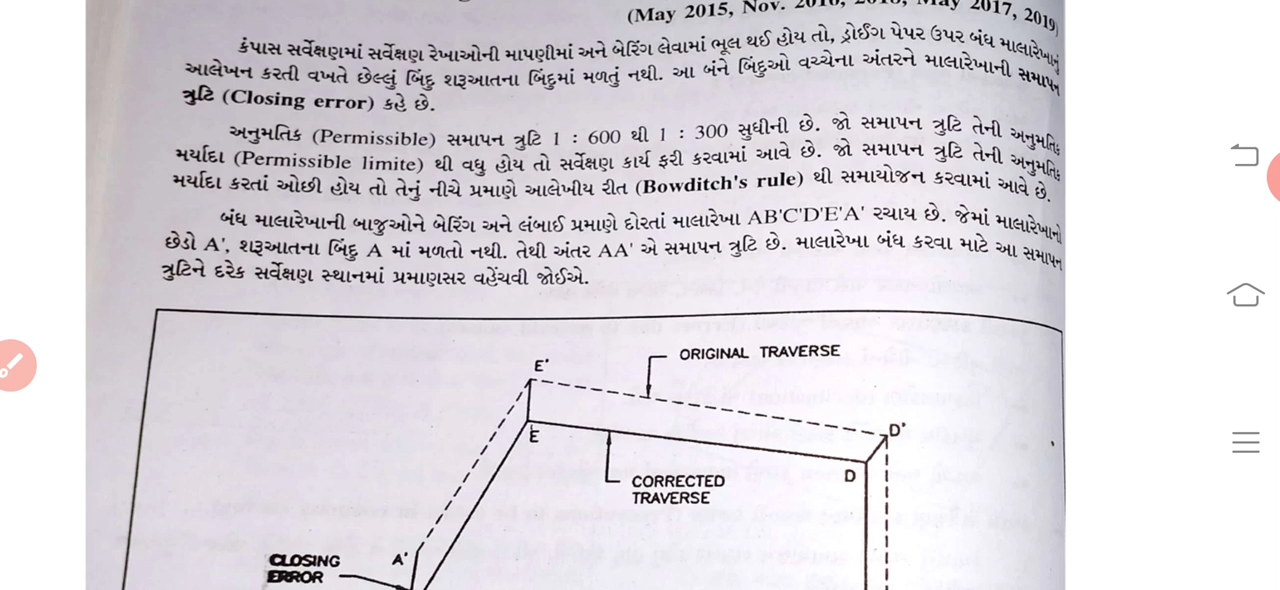 (May 2015, Nov. 2016, 2018, May 2017, 2019)
કંપાસ સર્વેક્ષણમાં સર્વેક્ષણ રેખાઓની માપણીમાં અને બેરિંગ લેવામાં ભૂલ થઈ હોય તો, ડ્રોઈંગ પેપર ઉપર બંધ માલારેખાનું
આલેખન કરતી વખતે છેલ્લું બિંદુ શરૂઆતના બિંદુમાં મળતું નથી. આ બંને બિંદુઓ વચ્ચેના અંતરને માલારેખાની સમાપન
ત્રુટિ (Closing error) કહે છે.
અનુમતિક (Permissible) સમાપન ત્રુટિ 1 : 600 થી 1 : 300 સુધીની છે. જો સમાપન ત્રુટિ તેની અનુમતિક
મર્યાદા (Permissible limite) થી વધુ હોય તો સર્વેક્ષણ કાર્ય ફરી કરવામાં આવે છે. જો સમાપન ત્રુટિ તેની અનુમતિક
મર્યાદા કરતાં ઓછી હોય તો તેનું નીચે પ્રમાણે આલેખીય રીત (Bowditch's rule) થી સમાયોજન કરવામાં આવે છે.
બંધ માલારેખાની બાજુઓને બેરિંગ અને લંબાઈ પ્રમાણે દોરતાં માલારેખા AB'C'D'E'A' રચાય છે. જેમાં માલારેખાનો
છેડો A', શરૂઆતના બિંદુ A માં મળતો નથી. તેથી અંતર AA' એ સમાપન ત્રુટિ છે. માલારેખા બંધ કરવા માટે આ સમાપન
ત્રુટિને દરેક સર્વેક્ષણ સ્થાનમાં પ્રમાણસર વહેંચવી જોઈએ.
ORIGINAL TRAVERSE
E'
D'
E
D
CORRECTED
TRAVERSE
CLOSING
ERROR
A'